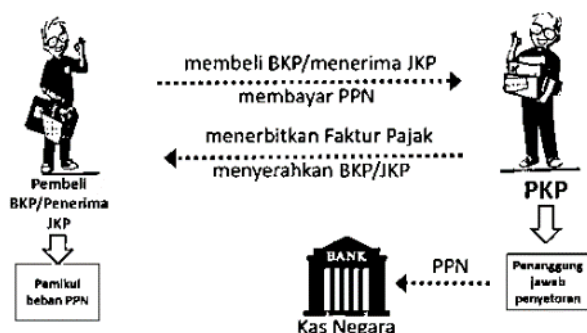 membeli BKP/menerima JKP
membayar PPN
menerbitkan Faktur Pajak
menyerahkan BKP/JKP
Pembeli
BKP/Penerima
JKP
PKP
Pemikul
beban PPN
BANK
PPN
Penanggung
jawab
penyetoran
Kas Negara